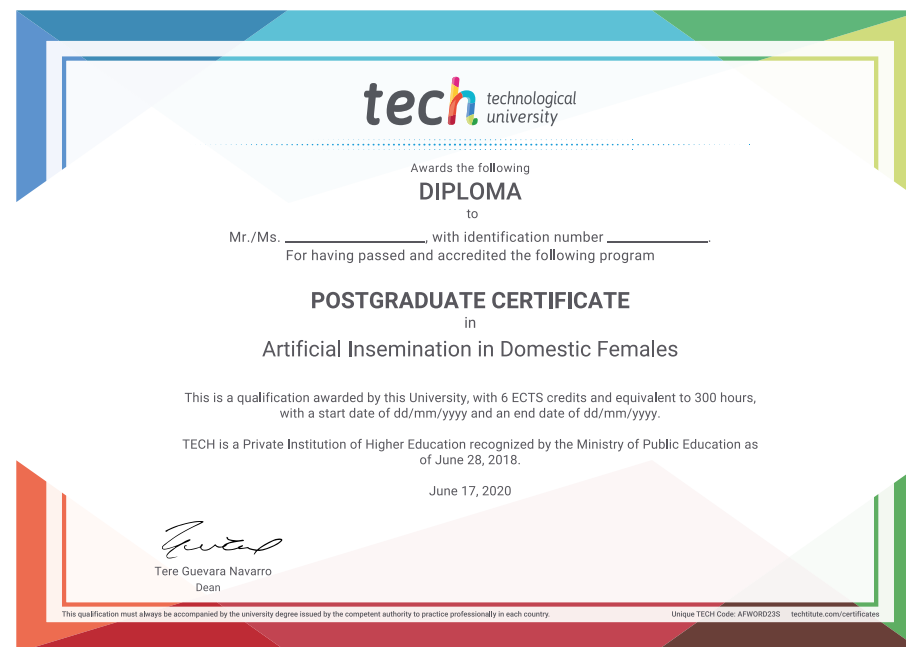 tech technological
university
Awards the following
DIPLOMA
to
Mr./Ms. ____________________, with identification number ______________.
For having passed and accredited the following program
POSTGRADUATE CERTIFICATE
in
Artificial Insemination in Domestic Females
This is a qualification awarded by this University, with 6 ECTS credits and equivalent to 300 hours,
with a start date of dd/mm/yyyy and an end date of dd/mm/yyyy.
TECH is a Private Institution of Higher Education recognized by the Ministry of Public Education as
of June 28, 2018.
June 17, 2020
Tere Guevara Navarro
Dean
This qualification must always be accompanied by the university degree issued by the competent authority to practice professionally in each country.
Unique TECH Code: AFWORD23S techtitute.com/certificates